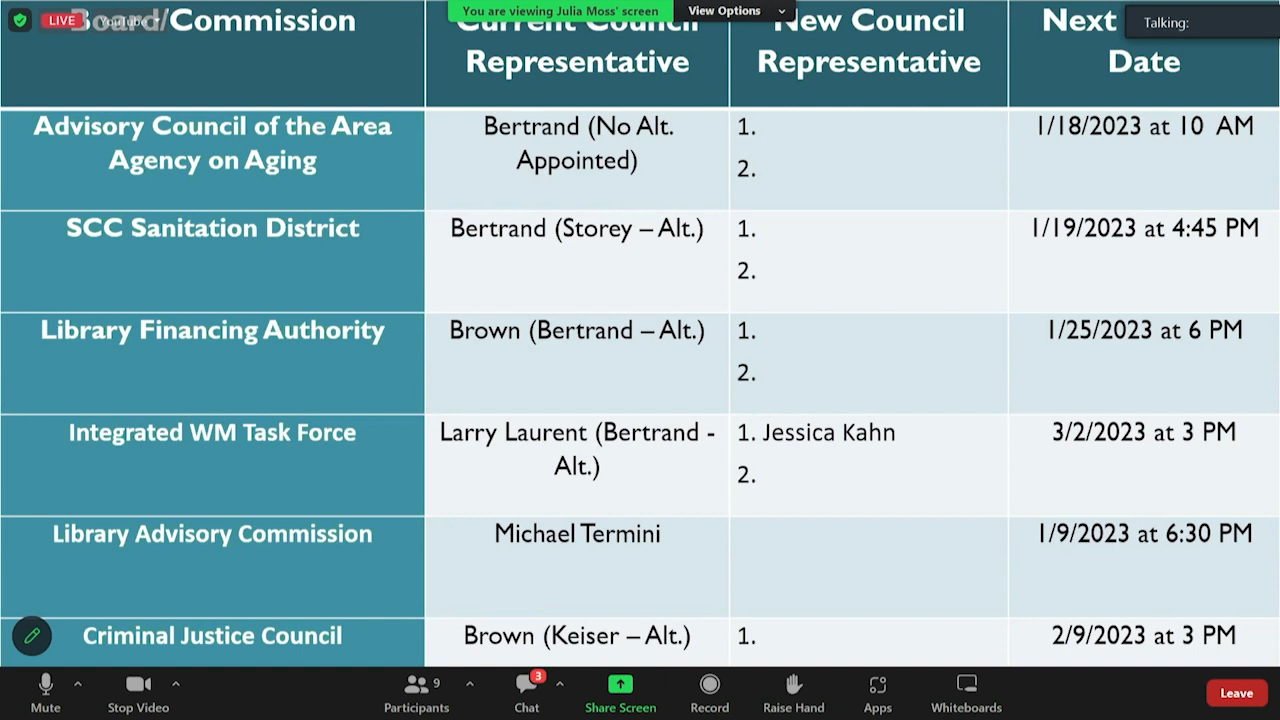 You are viewing Julia Moss' screen
View Options
LIVE
YouTube
Talking:
Board/Commission
Current Council
Representative
New Council
Representative
Next
Date
Advisory Council of the Area
Agency on Aging
Bertrand (No Alt.
Appointed)
1.
2.
1/18/2023 at 10 AM
SCC Sanitation District
Bertrand (Storey – Alt.)
1.
2.
1/19/2023 at 4:45 PM
Library Financing Authority
Brown (Bertrand – Alt.)
1.
2.
1/25/2023 at 6 PM
Integrated WM Task Force
Larry Laurent (Bertrand -
Alt.)
1. Jessica Kahn
2.
3/2/2023 at 3 PM
Library Advisory Commission
Michael Termini
1/9/2023 at 6:30 PM
Criminal Justice Council
Brown (Keiser – Alt.)
1.
2/9/2023 at 3 PM
9
3
Mute
Stop Video
Participants
Chat
Share Screen
Record
Raise Hand
Apps
Whiteboards
Leave